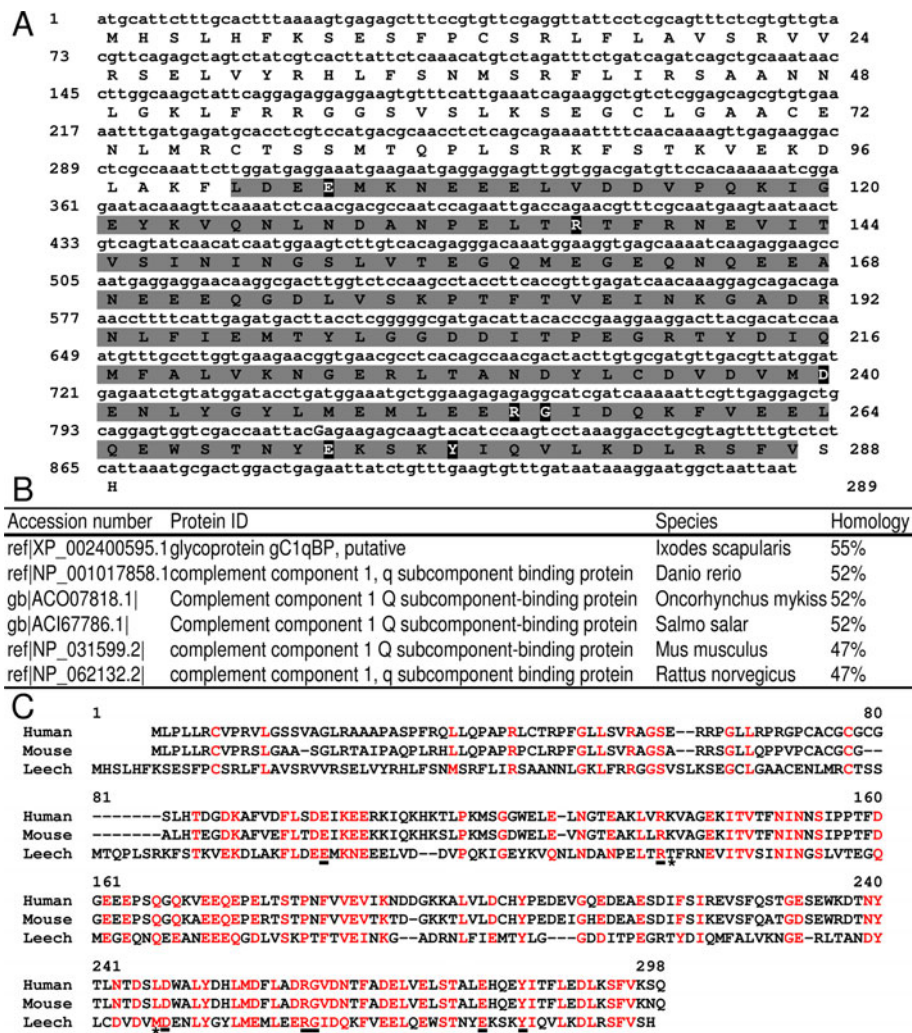 A
1 atgcattctttgcactttaaaagtgagagctttccgtgttcgaggttattcctcgcagtttctcgtgttgta
M H S L H F K S E S F P C S R L F L A V S R V V 24
73 cgttcagagctagtctatcgtcacttattctcaaacatgtctagatttctgatcagatcagctgcaaataac
R S E L V Y R H L F S N M S R F L I R S A A N N 48
145 cttggcaagctattcaggagaggaggaagtgtttcattgaaatcagaaggctgtctcggagcagcgtgtgaa
L G K L F R R G G S V S L K S E G C L G A A C E 72
217 aatttgatgagatgcacctcgtccatgacgcaacctctcagcagaaaattttcaacaaaagttgagaaggac
N L M R C T S S M T Q P L S R K F S T K V E K D 96
289 ctcgccaaattcttggatgaggaaatgaagaatgaggaggagttggtggacgatgttccacaaaaaatcgga
L A K F L D E E M K N E E E L V D D V P Q K I G 120
361 gaatacaaagttcaaaatctcaacgacgccaatccagaattgaccagaacgtttcgcaatgaagtaataact
E Y K V Q N L N D A N P E L T R T F R N E V I T 144
433 gtcagtatcaacatcaatggaagtcttgtcacagagggacaaatggaaggtgagcaaaatcaagaggaagcc
V S I N I N G S L V T E G Q M E G E Q N Q E E A 168
505 aatgaggaggaacaaggcgacttggtctccaagcctaccttcaccgttgagatcaacaaaggagcagacaga
N E E E Q G D L V S K P T F T V E I N K G A D R 192
577 aaccttttcattgagatgacttacctcgggggcgatgacattacacccgaaggaagaacttacgacatccaa
N L F I E M T Y L G G D D I T P E G R T Y D I Q 216
649 atgtttgccttggtgaagaacggtgaacgcctcacagccaacgactacttgtgcgatgttgacgttatggat
M F A L V K N G E R L T A N D Y L C D V D V M D 240
721 gagaatctgtatggatacctgatggaaatgctggaagagagaggcatcgatcaaaaattcgttgaggagctg
E N L Y G Y L M E M L E E R G I D Q K F V E E L 264
793 caggagtggtcgaccaattacGagaagagcaagtacatccaagtcctaaaggacctgcgtagttttgtctct
Q E W S T N Y E K S K Y I Q V L K D L R S F V S 288
865 cattaaatgcgactggactgagaattatctgtttgaagtgtttgataataaaggaatggctaattaat
H 289
B
Accession number Protein ID Species Homology
ref|XP_002400595.1 glycoprotein gC1qBP, putative Ixodes scapularis 55%
ref|NP_001017858.1 complement component 1, q subcomponent binding protein Danio rerio 52%
gb|ACO07818.1| Complement component 1 Q subcomponent-binding protein Oncorhynchus mykiss 52%
gb|ACI67786.1| Complement component 1 Q subcomponent-binding protein Salmo salar 52%
ref|NP_031599.2| complement component 1 Q subcomponent-binding protein Mus musculus 47%
ref|NP_062132.2| complement component 1, q subcomponent binding protein Rattus norvegicus 47%
C
1 80
Human MLPLLRCVPRVLGSSVAGLRAAAPASPFRQLLQPAPRLCTRPFGLLSVRAGSE--RRPGLLRPRGPCACGCGCG
Mouse MLPLLRCVPRSLGAA-SGLRTAIPAQPLRHLLQPAPRPCLRPFGLLSVRAGSA--RRSGLLQPPVPCACGCG
Leech MHSLHFKSESFPCSRLFLAVSRVVRSELVYRHLFSNMSRFLIRSAANNLGKLFRRGGSVSLKSEGCLGAACENLMRCTSS
81 160
Human -------SLHTDGDKAFVDFLSDEIKEERKIQKHKTLPKMSGGWELE-LNGTEAKLVRKVAGEKITVTFNINNSIPPTFD
Mouse -------ALHTEGDKAFVEFLTDEIKEEKKIQKHKSLPKMSGDWELE-VNGTEAKLLRKVAGEKITVTFNINNSIPPTFD
Leech MTQPLSRKFSTKVEKDLAKFLDEEMKNEEELVD--DVPQKIGEYKVQNLNDANPELTRTFRNEVITVSININGSLVTEGQ
161 240
Human GEEEPSQGQKVEEQEPELTSTPNFVVEVIKNDDGKKALVLDCHYPEDEVGQEDEAESDIFSIREVSFQSTGESEWKDTNY
Mouse GEEEPSQGQKAEEQEPERTSTPNFVVEVTKTD-GKKTLVLDCHYPEDEIGHEDEAESDIFSIKEVSFQATGDSEWRDTNY
Leech MEGEQNQEEANEEEQGDLVSKPTFTVEINKG--ADRNLFIEMTYLG---GDDITPEGRTYDIQMFALVKNGE-RLTANDY
241 298
Human TLNTDSLDWALYDHLMDFLADRGVDNTFADELVELSTALEHQEYITFLEDLKSFVKSQ
Mouse TLNTDSLDWALYDHLMDFLADRGVDNTFADELVELSTALEHQEYITFLEDLKSFVKNQ
Leech LCDVDVMDENLYGYLMEMLEERGIDQKFVEELQEWSTNYEKSKYIQVLKDLRSFVSH